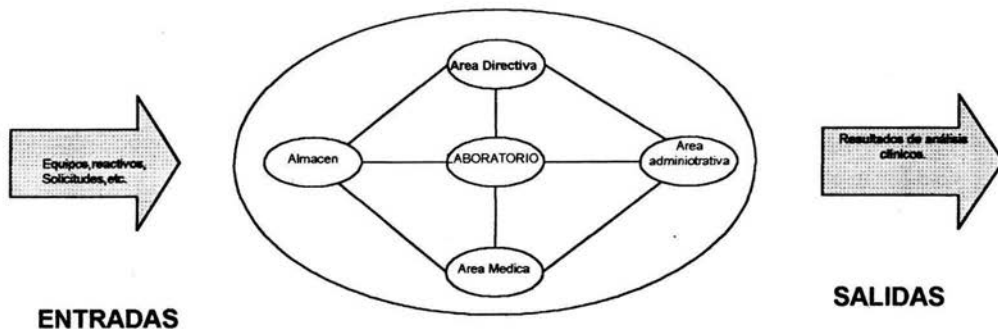 Area Directiva
Equipos,reactivos,
Solicitudes,etc.
Almacen
LABORATORIO
Area
adminiotrativa
Resultados de análisis
clínicos.
Area Medica
ENTRADAS
SALIDAS